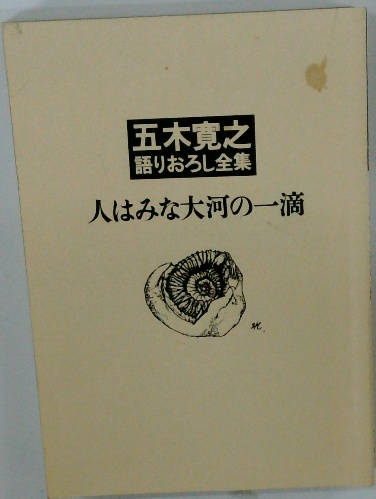 五木寛之
語りおろし全集
人はみな大河の一滴